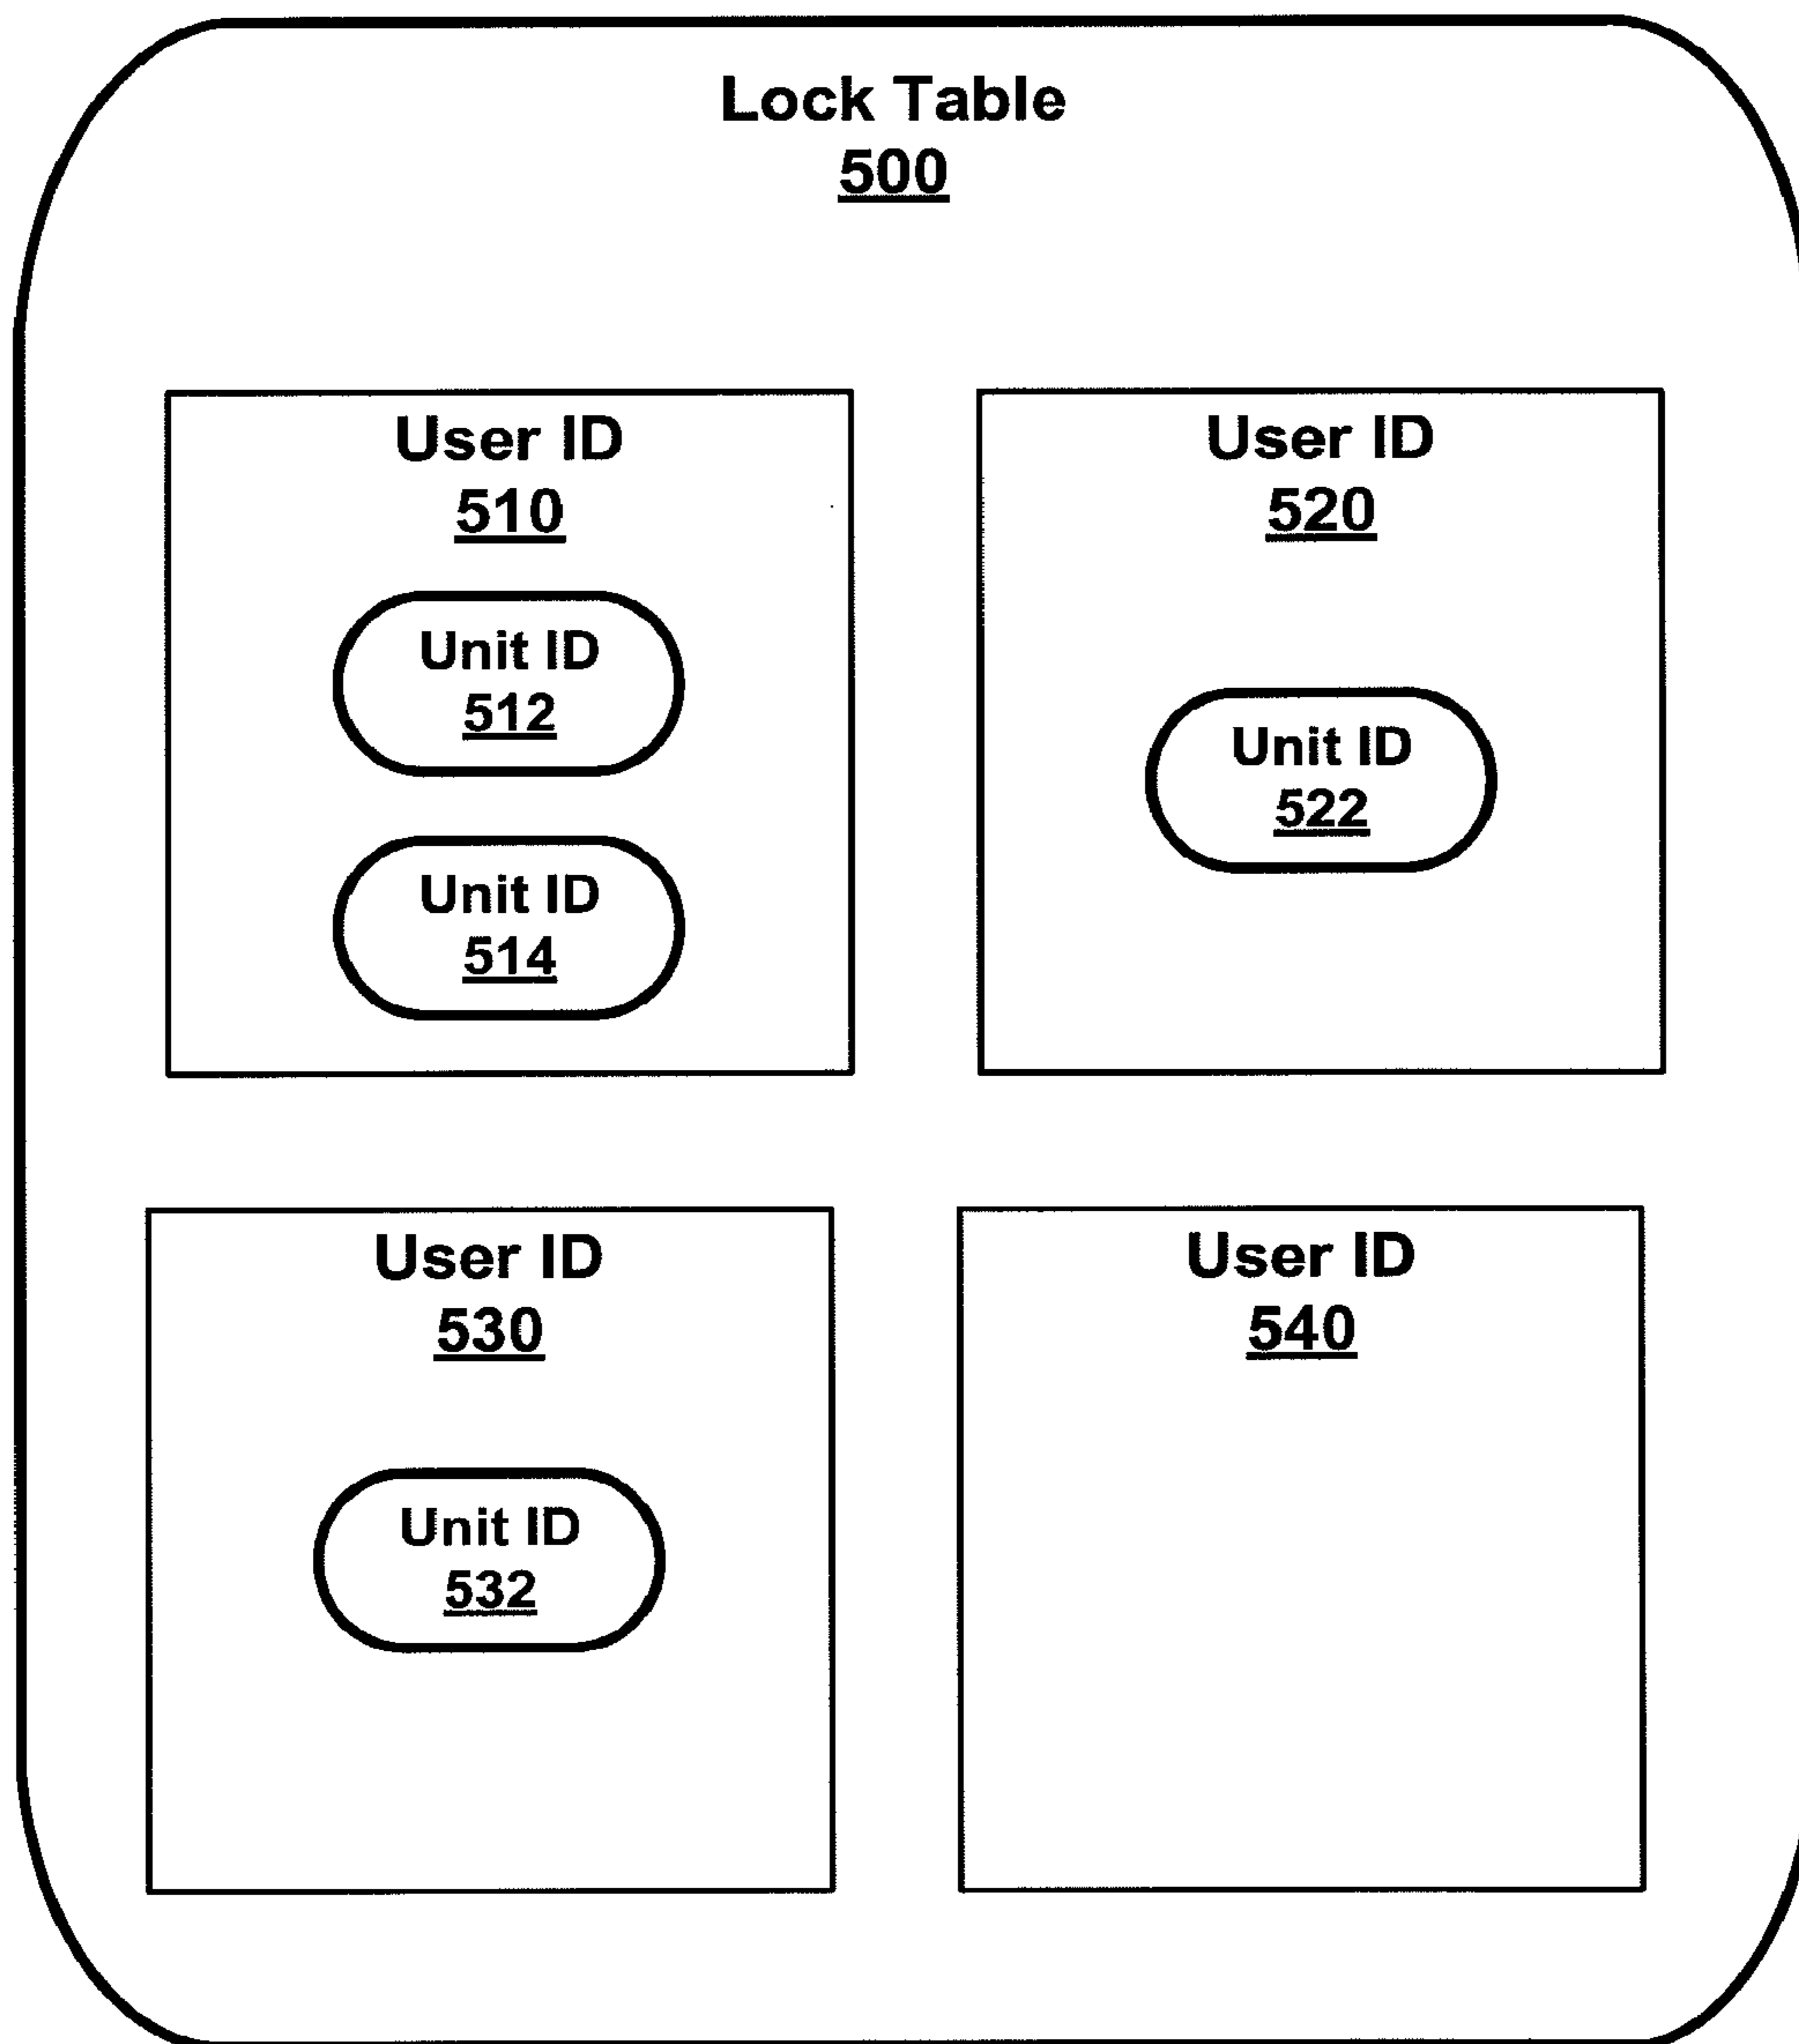 Lock Table
500
User ID
510
Unit ID
512
Unit ID
514
User ID
520
Unit ID
522
User ID
530
Unit ID
532
User ID
540